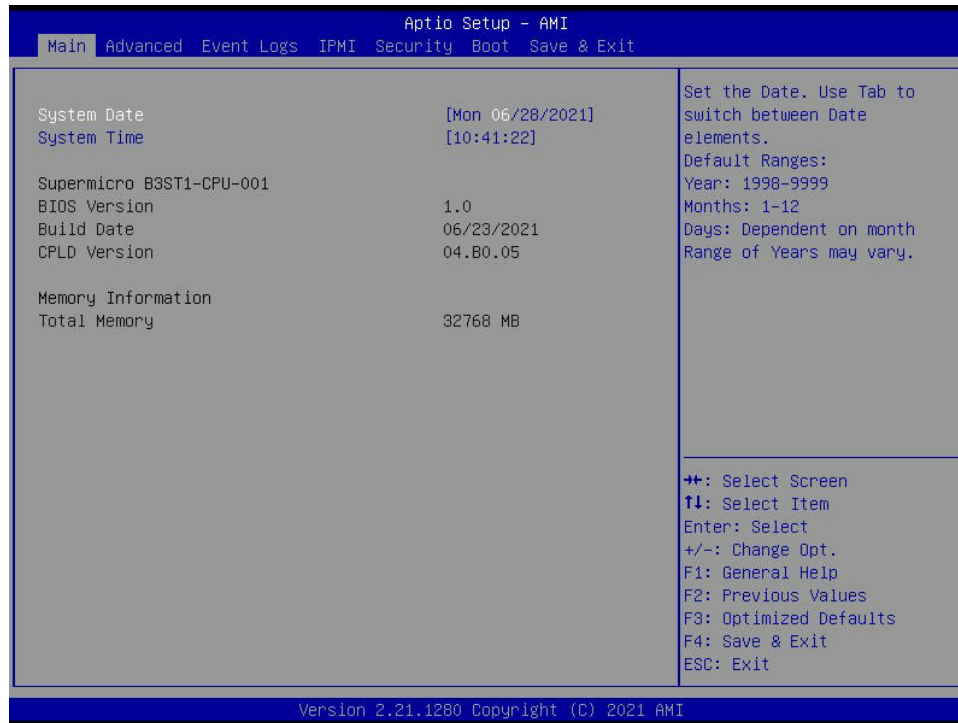 Aptio Setup - AMI
Main Advanced Event Logs IPMI Security Boot Save & Exit
System Date [Mon 06/28/2021]
System Time [10:41:22]
Supermicro B3ST1-CPU-001
BIOS Version 1.0
Build Date 06/23/2021
CPLD Version 04.B0.05
Memory Information
Total Memory 32768 MB
Set the Date. Use Tab to
switch between Date
elements.
Default Ranges:
Year: 1998-9999
Months: 1-12
Days: Dependent on month
Range of Years may vary.
→←: Select Screen
↑↓: Select Item
Enter: Select
+/-: Change Opt.
F1: General Help
F2: Previous Values
F3: Optimized Defaults
F4: Save & Exit
ESC: Exit
Version 2.21.1280 Copyright (C) 2021 AMI